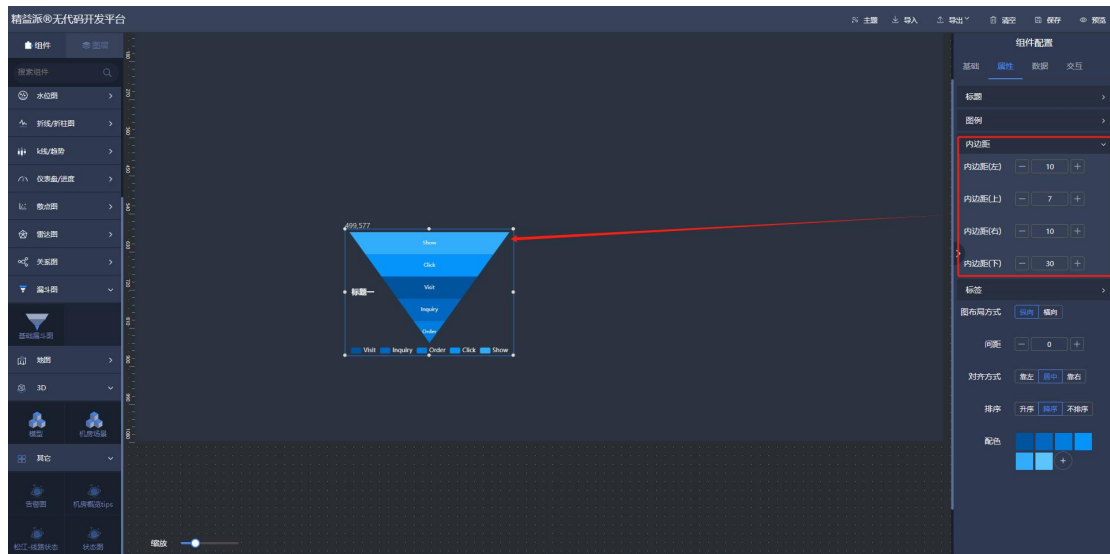 精益派®无代码开发平台
主题 导入 导出 清空 保存 预览
组件 图层
搜索组件
水位图
折线/折柱图
k线/趋势
仪表盘/进度
散点图
雷达图
关系图
漏斗图
基础漏斗图
地图
3D
模型 机房场景
其它
告警图 机房概览tips
松江-线路状态 状态图
499,577
Show
Click
Visit
标题一
Inquiry
Order
Visit Inquiry Order Click Show
缩放
组件配置
基础 属性 数据 交互
标题
图例
内边距
内边距(左) 10
内边距(上) 7
内边距(右) 10
内边距(下) 30
标签
图布局方式 纵向 横向
间距 0
对齐方式 靠左 居中 靠右
排序 升序 降序 不排序
配色